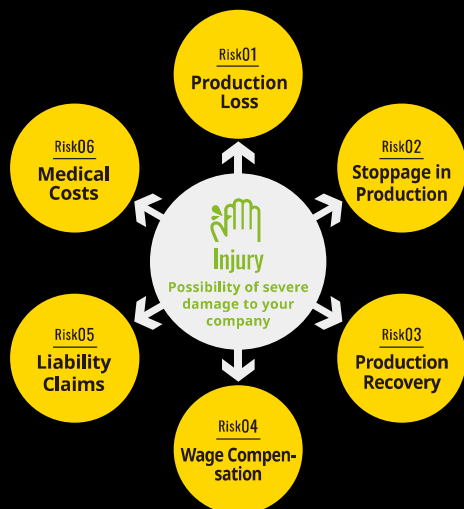 Risk01
Production
Loss
Risk02
Stoppage in
Production
Risk03
Production
Recovery
Risk04
Wage Compen-
sation
Risk05
Liability
Claims
Risk06
Medical
Costs
Injury
Possibility of severe
damage to your
company